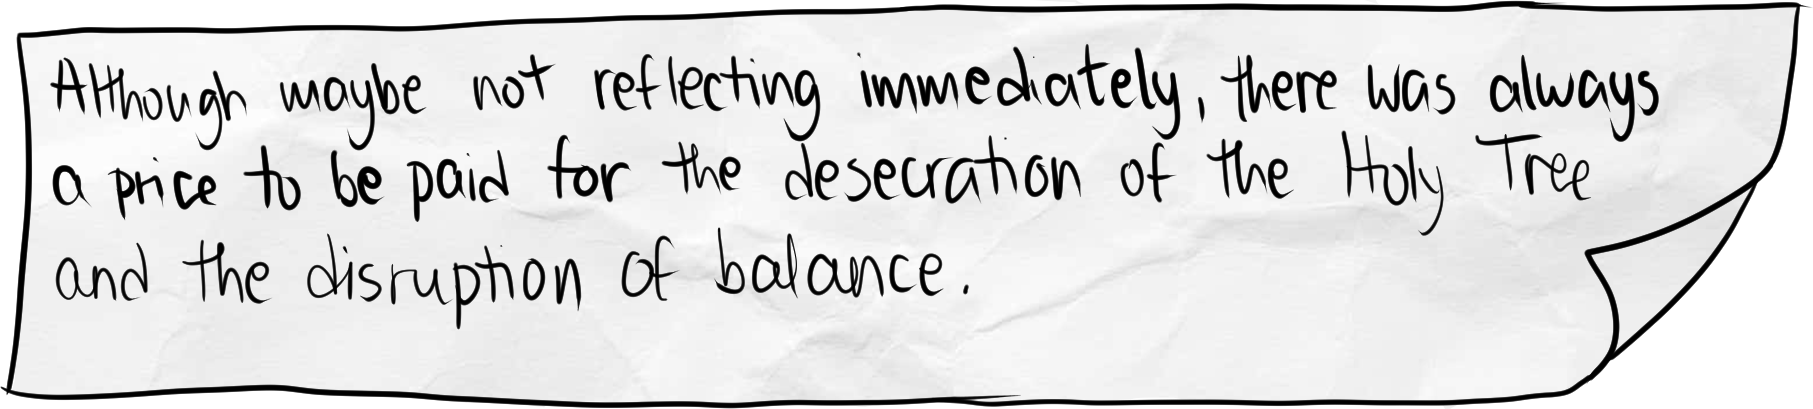 Although maybe not reflecting immediately, there was always
a price to be paid for the desecration of the Holy Tree
and the disruption of balance.